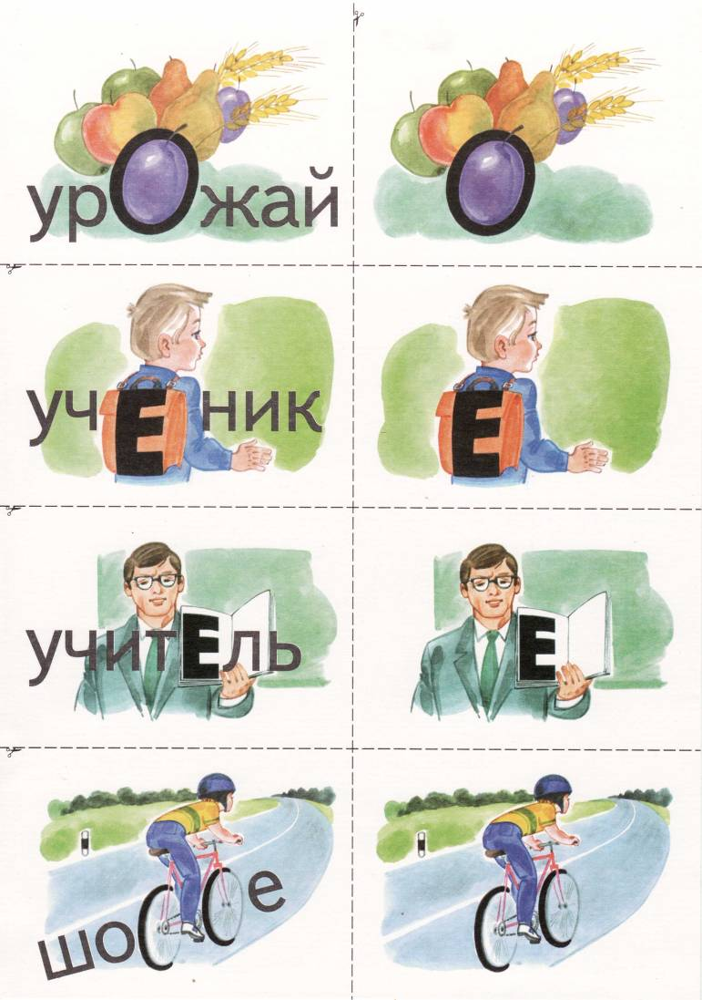 урОжай
О
учЕник
Е
учитЕль
Е
шоссе